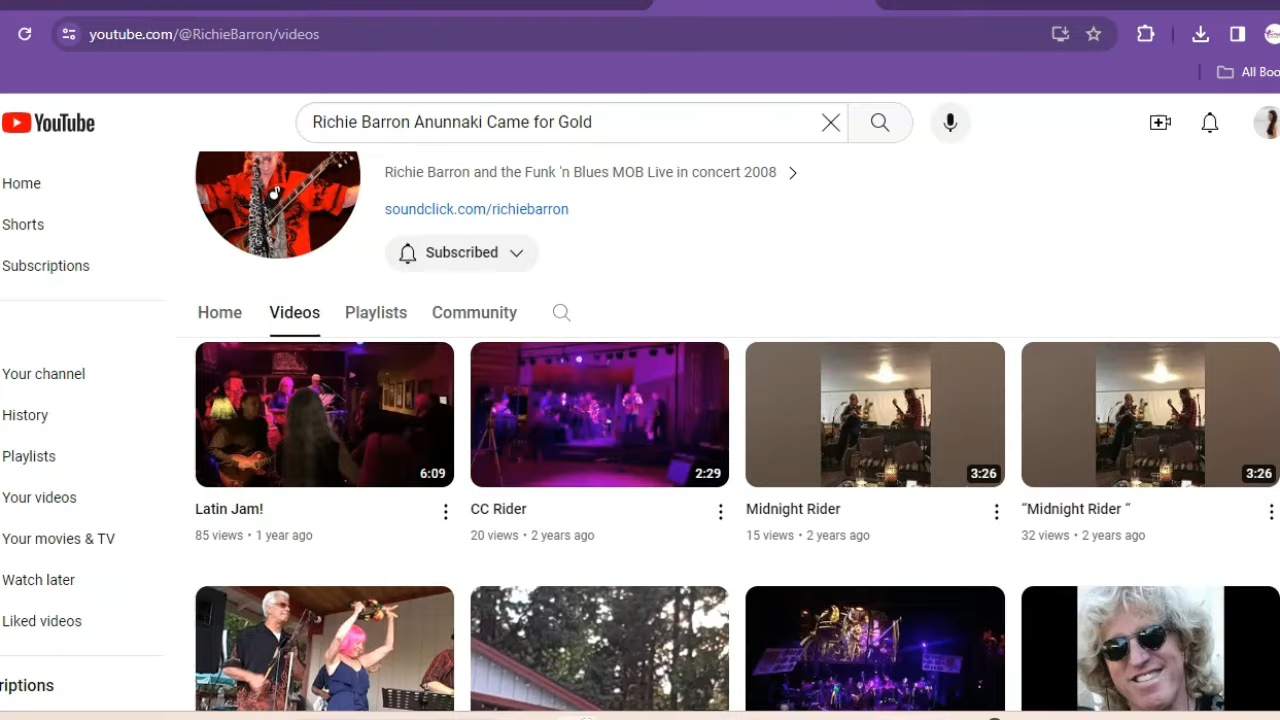 youtube.com/@RichieBarron/videos
All Boo
YouTube
Richie Barron Anunnaki Came for Gold
Richie Barron and the Funk 'n Blues MOB Live in concert 2008
soundclick.com/richiebarron
Subscribed
Home
Shorts
Subscriptions
Your channel
History
Playlists
Your videos
Your movies & TV
Watch later
Liked videos
riptions
Home Videos Playlists Community
6:09
2:29
3:26
3:26
Latin Jam!
85 views • 1 year ago
CC Rider
20 views • 2 years ago
Midnight Rider
15 views • 2 years ago
“Midnight Rider “
32 views • 2 years ago